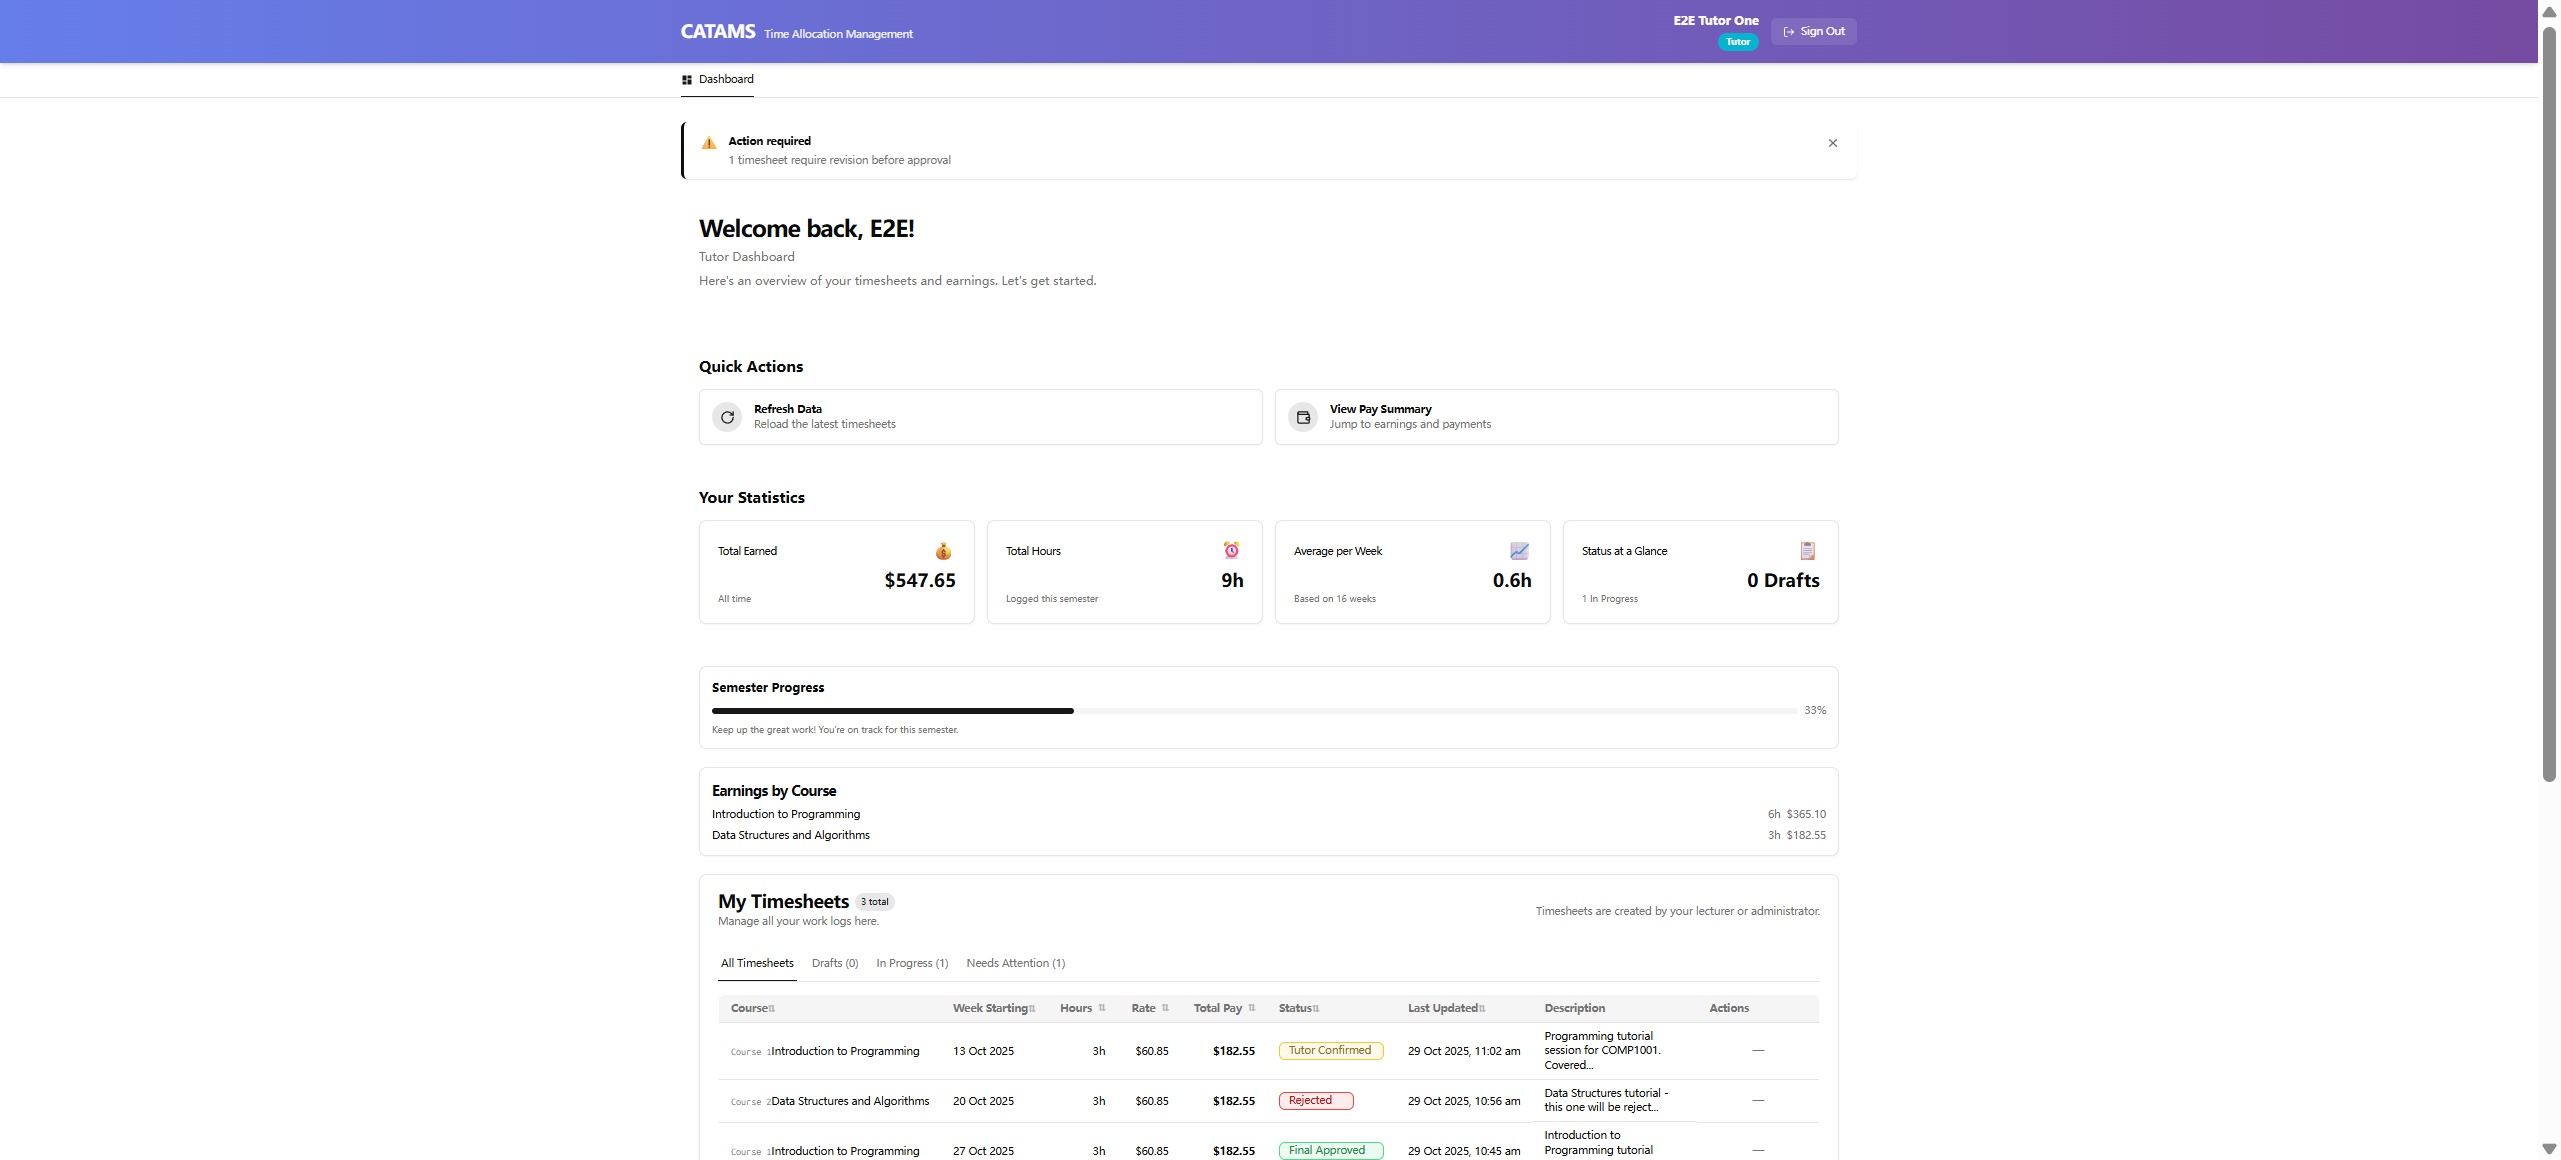 CATAMS Time Allocation Management
E2E Tutor One
Tutor
Sign Out
Dashboard
Action required
1 timesheet require revision before approval
Welcome back, E2E!
Tutor Dashboard
Here's an overview of your timesheets and earnings. Let's get started.
Quick Actions
Refresh Data
Reload the latest timesheets
View Pay Summary
Jump to earnings and payments
Your Statistics
Total Earned
$547.65
All time
Total Hours
9h
Logged this semester
Average per Week
0.6h
Based on 16 weeks
Status at a Glance
0 Drafts
1 In Progress
Semester Progress
33%
Keep up the great work! You're on track for this semester.
Earnings by Course
Introduction to Programming 6h $365.10
Data Structures and Algorithms 3h $182.55
My Timesheets 3 total
Manage all your work logs here.
Timesheets are created by your lecturer or administrator.
All Timesheets Drafts (0) In Progress (1) Needs Attention (1)
Course Week Starting Hours Rate Total Pay Status Last Updated Description Actions
Course 1 Introduction to Programming 13 Oct 2025 3h $60.85 $182.55 Tutor Confirmed 29 Oct 2025, 11:02 am Programming tutorial
session for COMP1001.
Covered... —
Course 2 Data Structures and Algorithms 20 Oct 2025 3h $60.85 $182.55 Rejected 29 Oct 2025, 10:56 am Data Structures tutorial -
this one will be reject... —
Course 1 Introduction to Programming 27 Oct 2025 3h $60.85 $182.55 Final Approved 29 Oct 2025, 10:45 am Introduction to
Programming tutorial —